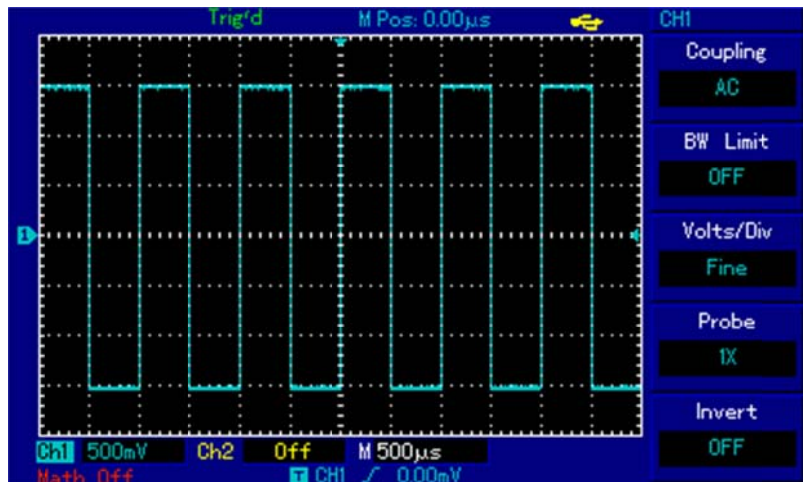 Trig'd M Pos: 0.00μs CH1
Coupling
AC
BW Limit
OFF
1
Volts/Div
Fine
Probe
1X
Invert
OFF
Ch1 500mV Ch2 Off M 500μs
Math Off T CH1 0.00mV